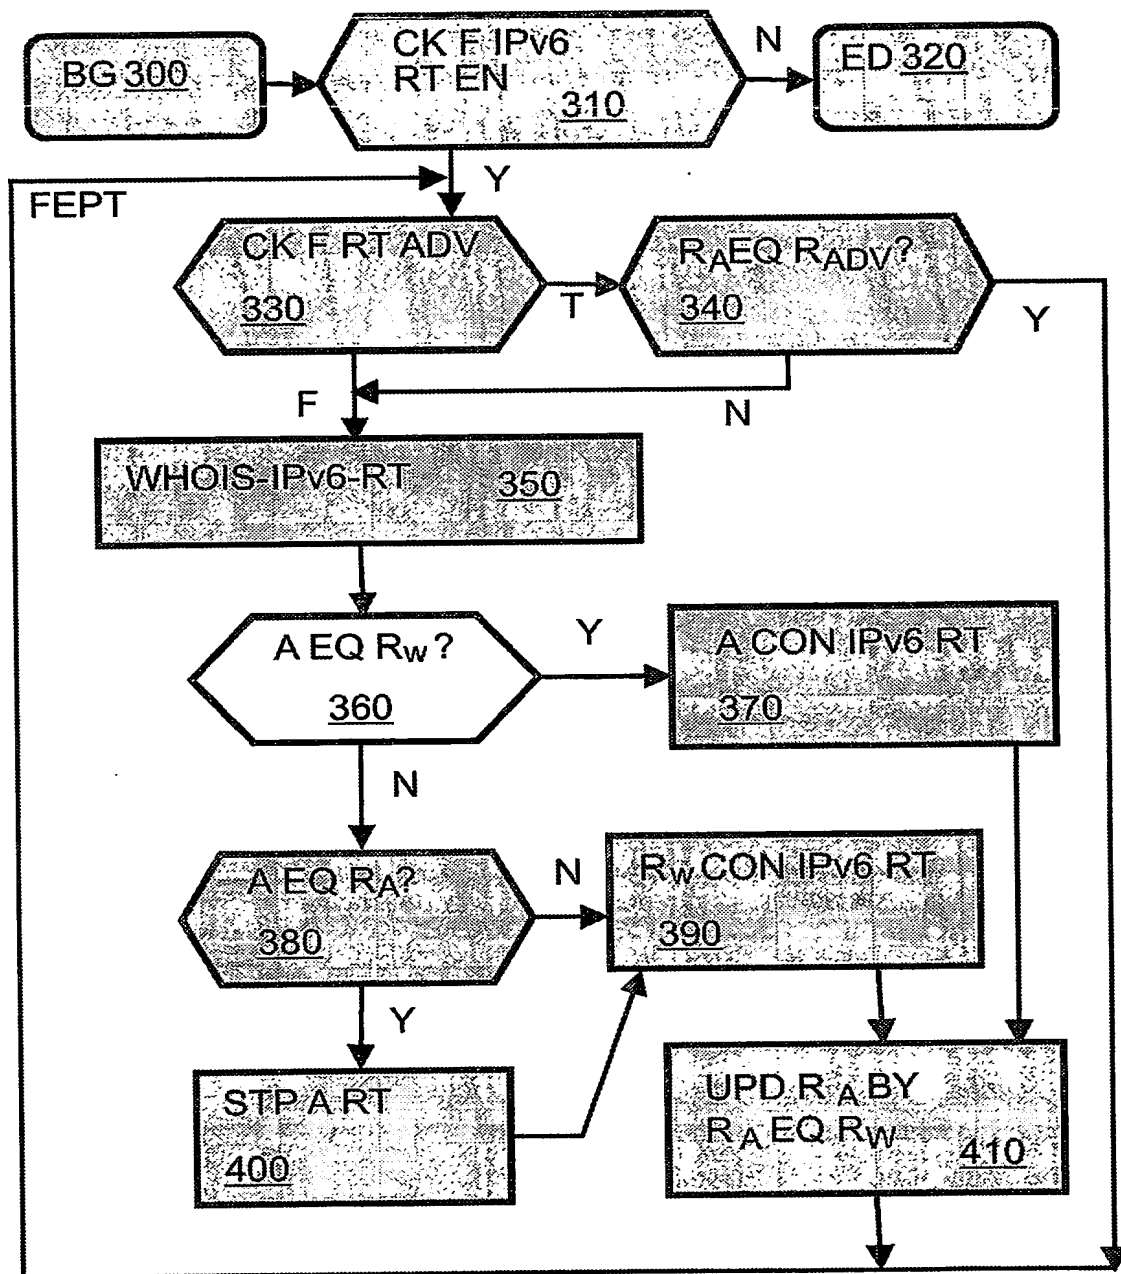 BG 300
CK F IPv6
RT EN
310
N
ED 320
Y
FEPT
CK F RT ADV
330
T
RA EQ RADV?
340
Y
F
N
WHOIS-IPv6-RT 350
A EQ RW?
360
Y
A CON IPv6 RT
370
N
A EQ RA?
380
N
RW CON IPv6 RT
390
Y
STP A RT
400
UPD RA BY
RA EQ RW
410